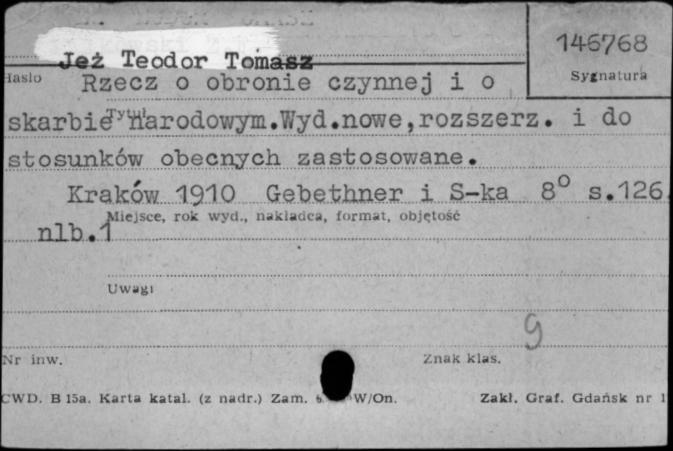 146768
Jeż Teodor Tomasz
Sygnatura
Hasło Rzecz o obronie czynnej i o
Tytuł
skarbie narodowym.Wyd.nowe,rozszerz. i do
stosunków obecnych zastosowane.
Kraków 1910 Gebethner i S-ka 8° s.126.
Miejsce, rok wyd., nakładca, format, objętość
nlb.1
Uwagi
9
Nr inw. Znak klas.
CWD. B 15a. Karta katal. (z nadr.) Zam. W/On. Zakł. Graf. Gdańsk nr 1